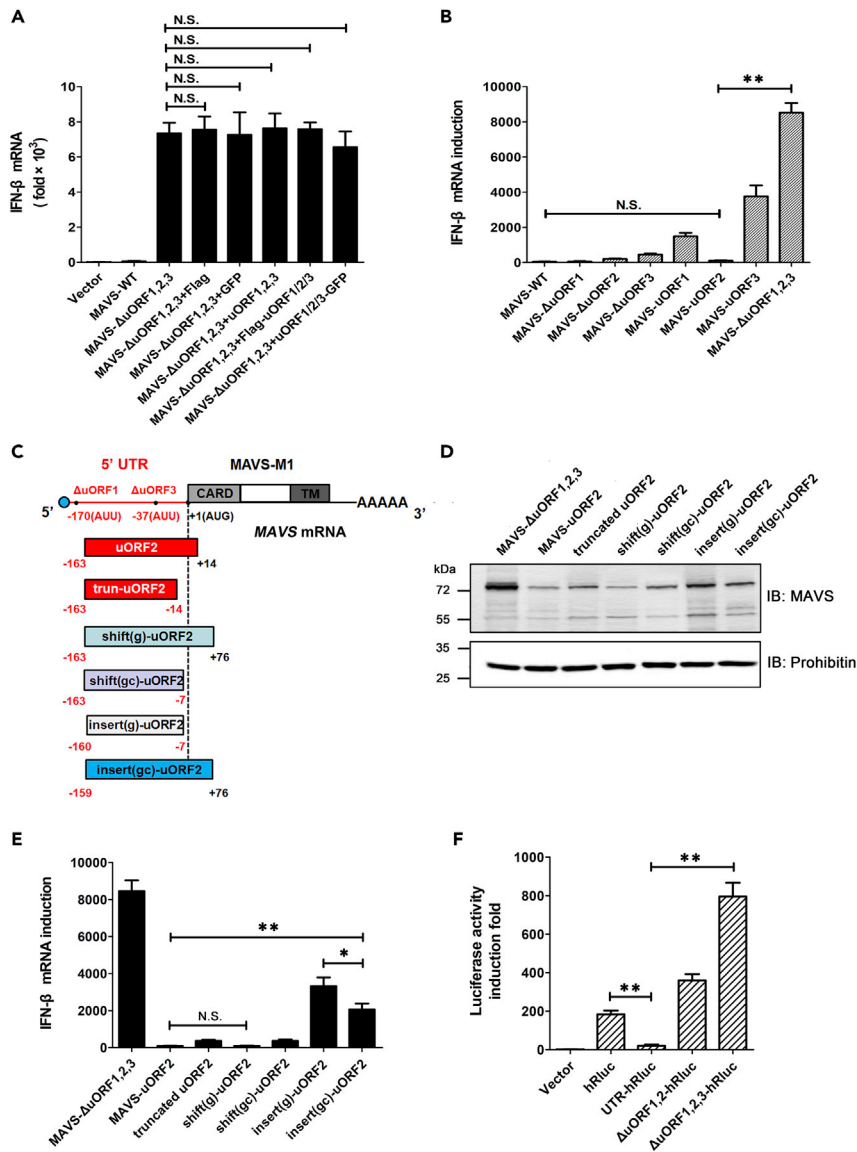 A
N.S.
N.S.
N.S.
N.S.
N.S.
IFN-β mRNA
( fold × 10³)
8
6
4
2
0
Vector
MAVS-WT
MAVS-ΔuORF1,2,3
MAVS-ΔuORF1,2,3+Flag
MAVS-ΔuORF1,2,3+GFP
MAVS-ΔuORF1,2,3+uORF1,2,3
MAVS-ΔuORF1,2,3+Flag-uORF1/2/3
MAVS-ΔuORF1,2,3+uORF1/2/3-GFP
B
**
N.S.
IFN-β mRNA induction
10000
8000
6000
4000
2000
0
MAVS-WT
MAVS-ΔuORF1
MAVS-ΔuORF2
MAVS-ΔuORF3
MAVS-uORF1
MAVS-uORF2
MAVS-uORF3
MAVS-ΔuORF1,2,3
C
5' UTR MAVS-M1
ΔuORF1 ΔuORF3 CARD TM AAAAA
5' -170(AUU) -37(AUU) +1(AUG) 3'
MAVS mRNA
uORF2
-163 +14
trun-uORF2
-163 -14
shift(g)-uORF2
-163 +76
shift(gc)-uORF2
-163 -7
insert(g)-uORF2
-160 -7
insert(gc)-uORF2
-159 +76
D
MAVS-ΔuORF1,2,3
MAVS-uORF2
truncated uORF2
shift(g)-uORF2
shift(gc)-uORF2
insert(g)-uORF2
insert(gc)-uORF2
kDa
72
55
IB: MAVS
35
25
IB: Prohibitin
E
**
*
N.S.
IFN-β mRNA induction
10000
8000
6000
4000
2000
0
MAVS-ΔuORF1,2,3
MAVS-uORF2
truncated uORF2
shift(g)-uORF2
shift(gc)-uORF2
insert(g)-uORF2
insert(gc)-uORF2
F
**
**
Luciferase activity
induction fold
1000
800
600
400
200
0
Vector
hRluc
UTR-hRluc
ΔuORF1,2-hRluc
ΔuORF1,2,3-hRluc